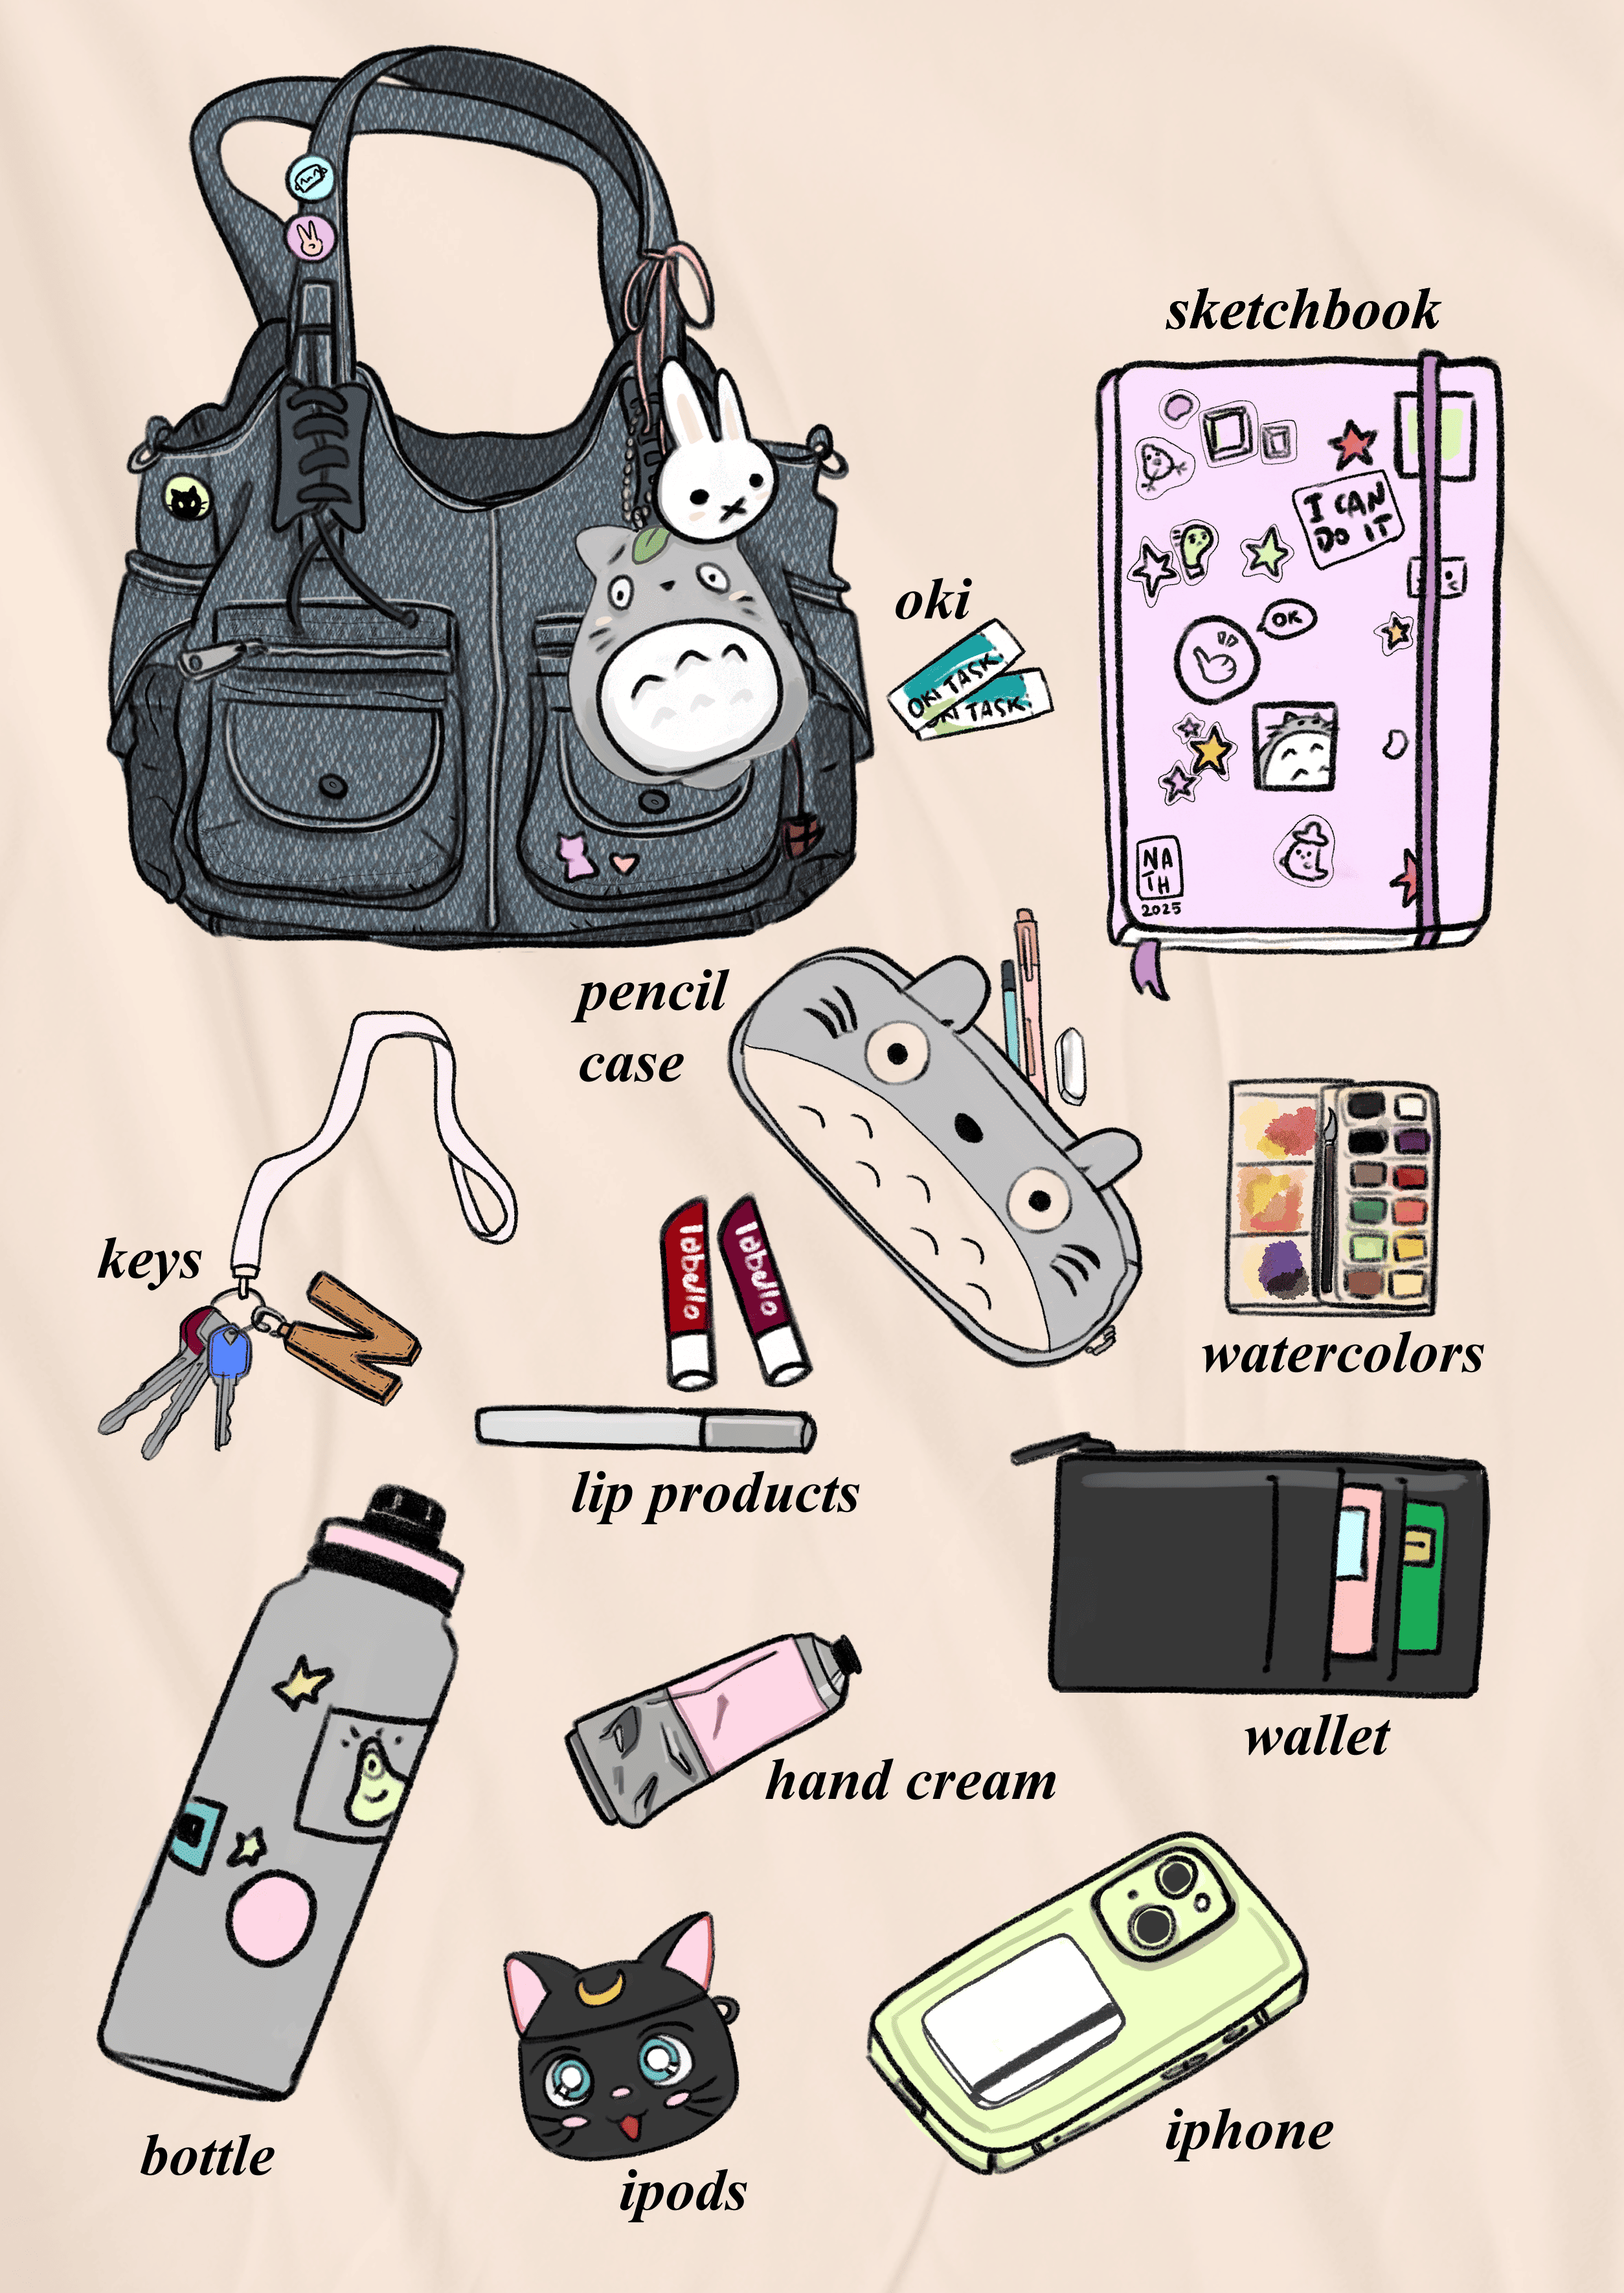 sketchbook
I CAN
DO IT
OK
NA
TH
2025
oki
OKI TASK.
OKI TASK.
pencil
case
keys
labello
labello
lip products
watercolors
wallet
hand cream
bottle
ipods
iphone